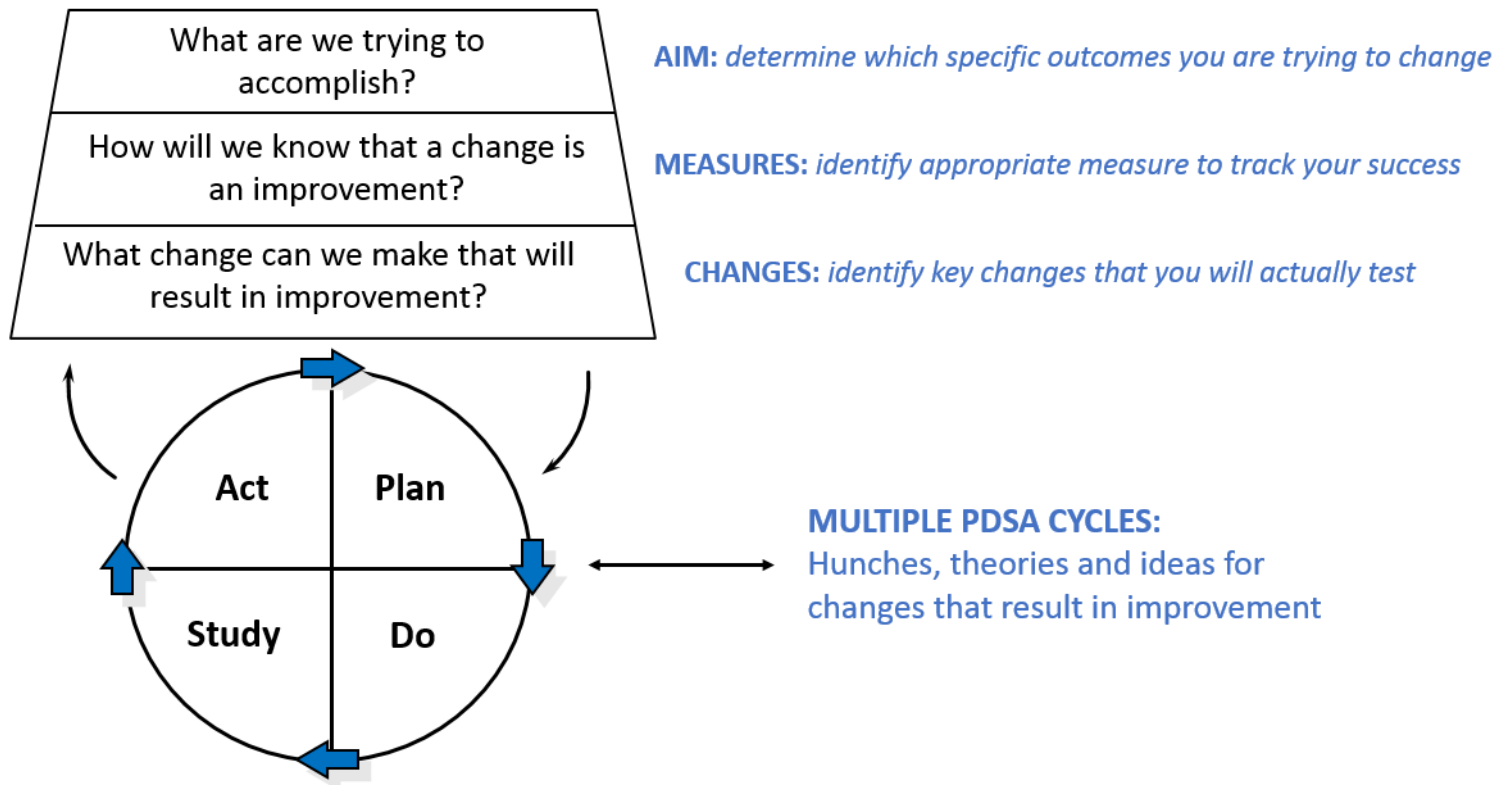 What are we trying to
accomplish?
AIM: determine which specific outcomes you are trying to change
How will we know that a change is
an improvement?
MEASURES: identify appropriate measure to track your success
What change can we make that will
result in improvement?
CHANGES: identify key changes that you will actually test
Act
Plan
Study
Do
MULTIPLE PDSA CYCLES:
Hunches, theories and ideas for
changes that result in improvement